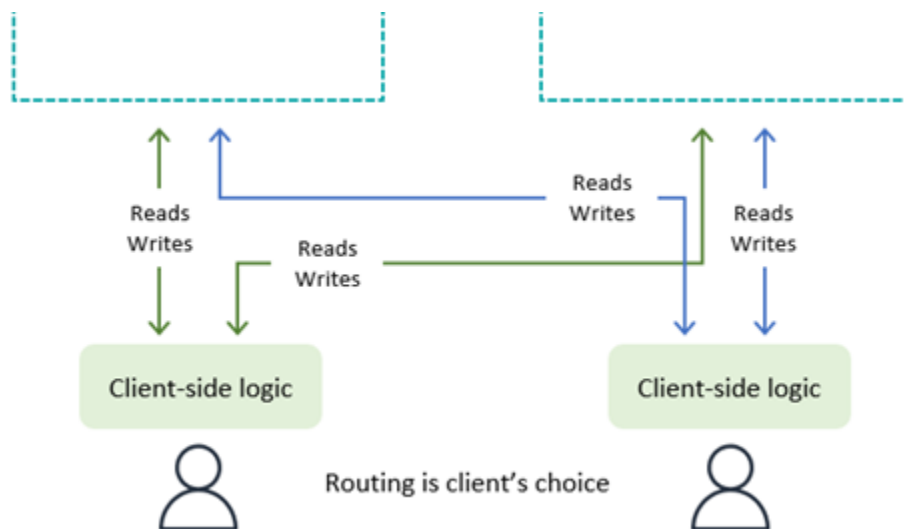 Reads
Writes
Reads
Writes
Reads
Writes
Reads
Writes
Client-side logic
Client-side logic
Routing is client's choice